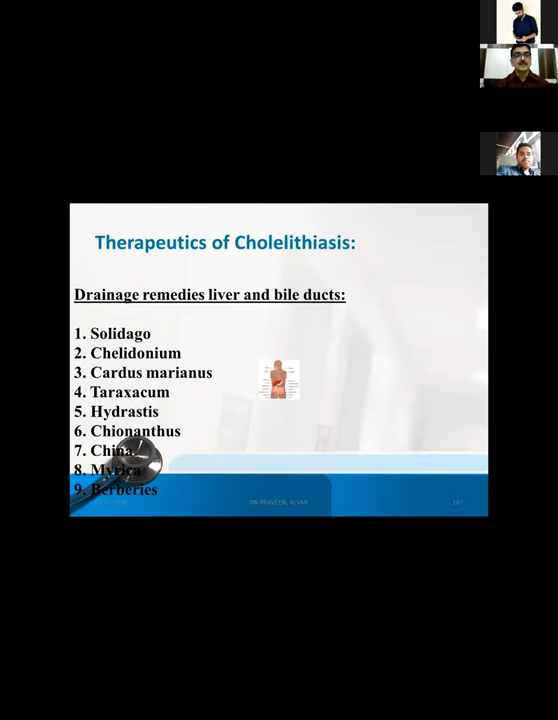 Therapeutics of Cholelithiasis:
Drainage remedies liver and bile ducts:
1. Solidago
2. Chelidonium
3. Cardus marianus
4. Taraxacum
5. Hydrastis
6. Chionanthus
7. China
8. Myrica
9. Berberies
DR PRAVEEN, ALVAR
187